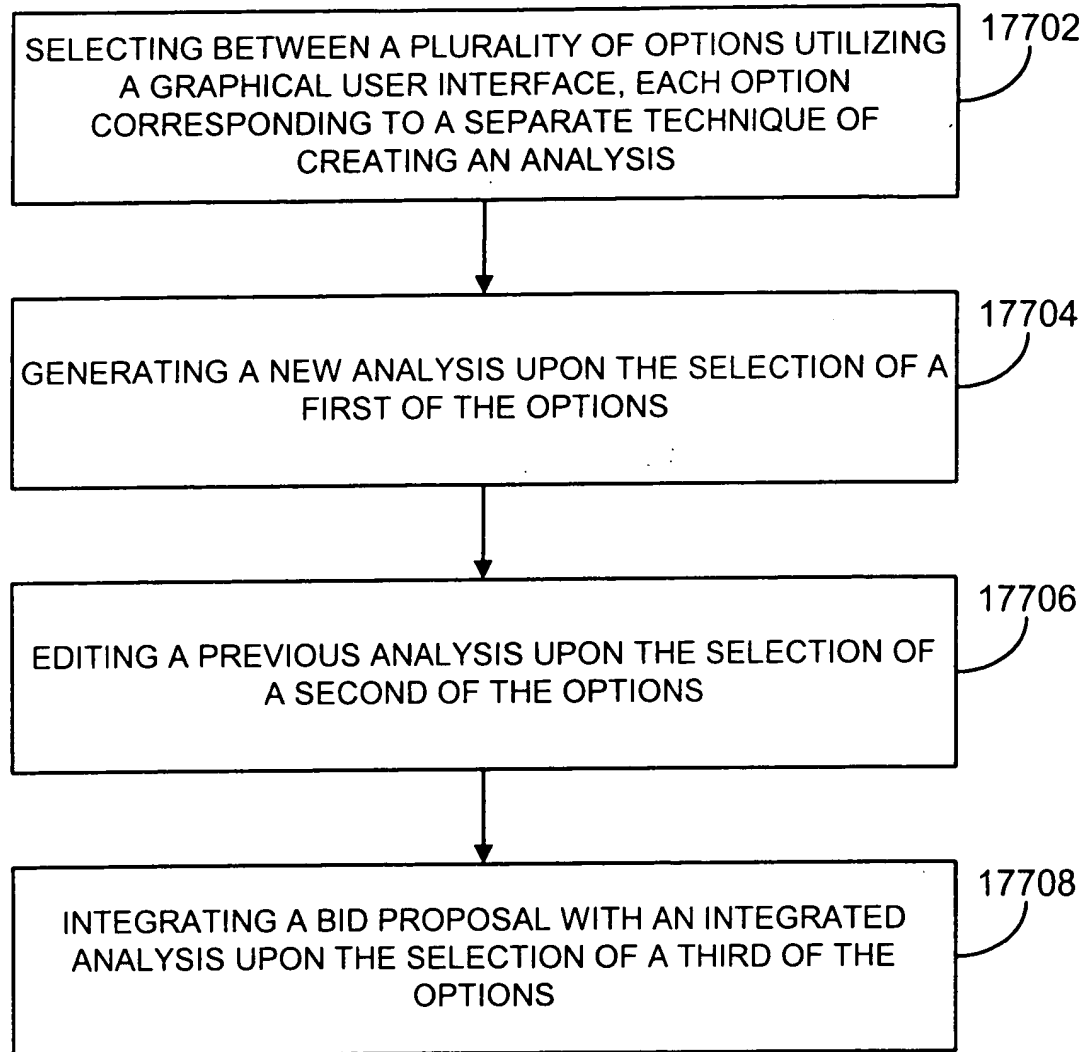 SELECTING BETWEEN A PLURALITY OF OPTIONS UTILIZING
A GRAPHICAL USER INTERFACE, EACH OPTION
CORRESPONDING TO A SEPARATE TECHNIQUE OF
CREATING AN ANALYSIS
17702
GENERATING A NEW ANALYSIS UPON THE SELECTION OF A
FIRST OF THE OPTIONS
17704
EDITING A PREVIOUS ANALYSIS UPON THE SELECTION OF
A SECOND OF THE OPTIONS
17706
INTEGRATING A BID PROPOSAL WITH AN INTEGRATED
ANALYSIS UPON THE SELECTION OF A THIRD OF THE
OPTIONS
17708